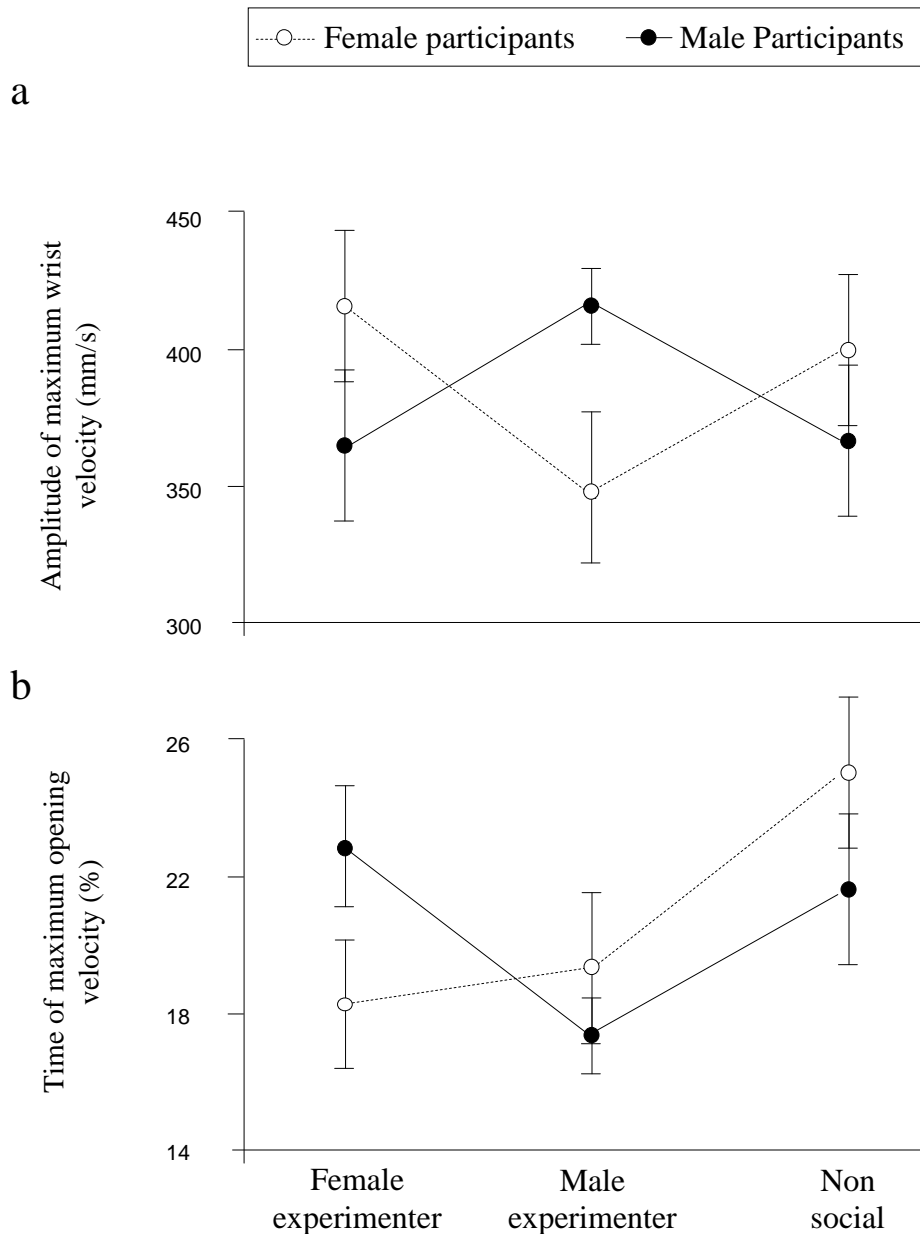 Female participants Male Participants
a
Amplitude of maximum wrist
velocity (mm/s)
450
400
350
300
b
Time of maximum opening
velocity (%)
26
22
18
14
Female
experimenter
Male
experimenter
Non
social